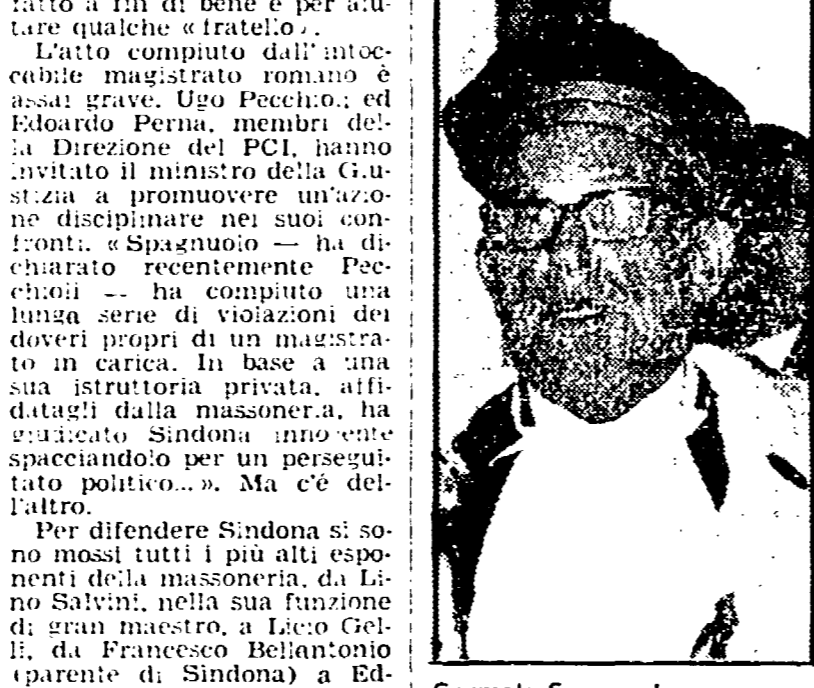 fatto a fin di bene e per aiu-
tare qualche «fratello».
L'atto compiuto dall'intoc-
cabile magistrato romano è
assai grave. Ugo Pecchioli ed
Edoardo Perna, membri del-
la Direzione del PCI, hanno
invitato il ministro della Giu-
stizia a promuovere un'azio-
ne disciplinare nei suoi con-
fronti. «Spagnuolo — ha di-
chiarato recentemente Pec-
chioli — ha compiuto una
lunga serie di violazioni dei
doveri propri di un magistra-
to in carica. In base a una
sua istruttoria privata, affi-
datagli dalla massoneria, ha
giudicato Sindona innocente
spacciandolo per un persegui-
tato politico...». Ma c'é del-
l'altro.
Per difendere Sindona si so-
no mossi tutti i più alti espo-
nenti della massoneria, da Li-
no Salvini, nella sua funzione
di gran maestro, a Licio Gel-
li, da Francesco Bellantonio
(parente di Sindona) a Ed-